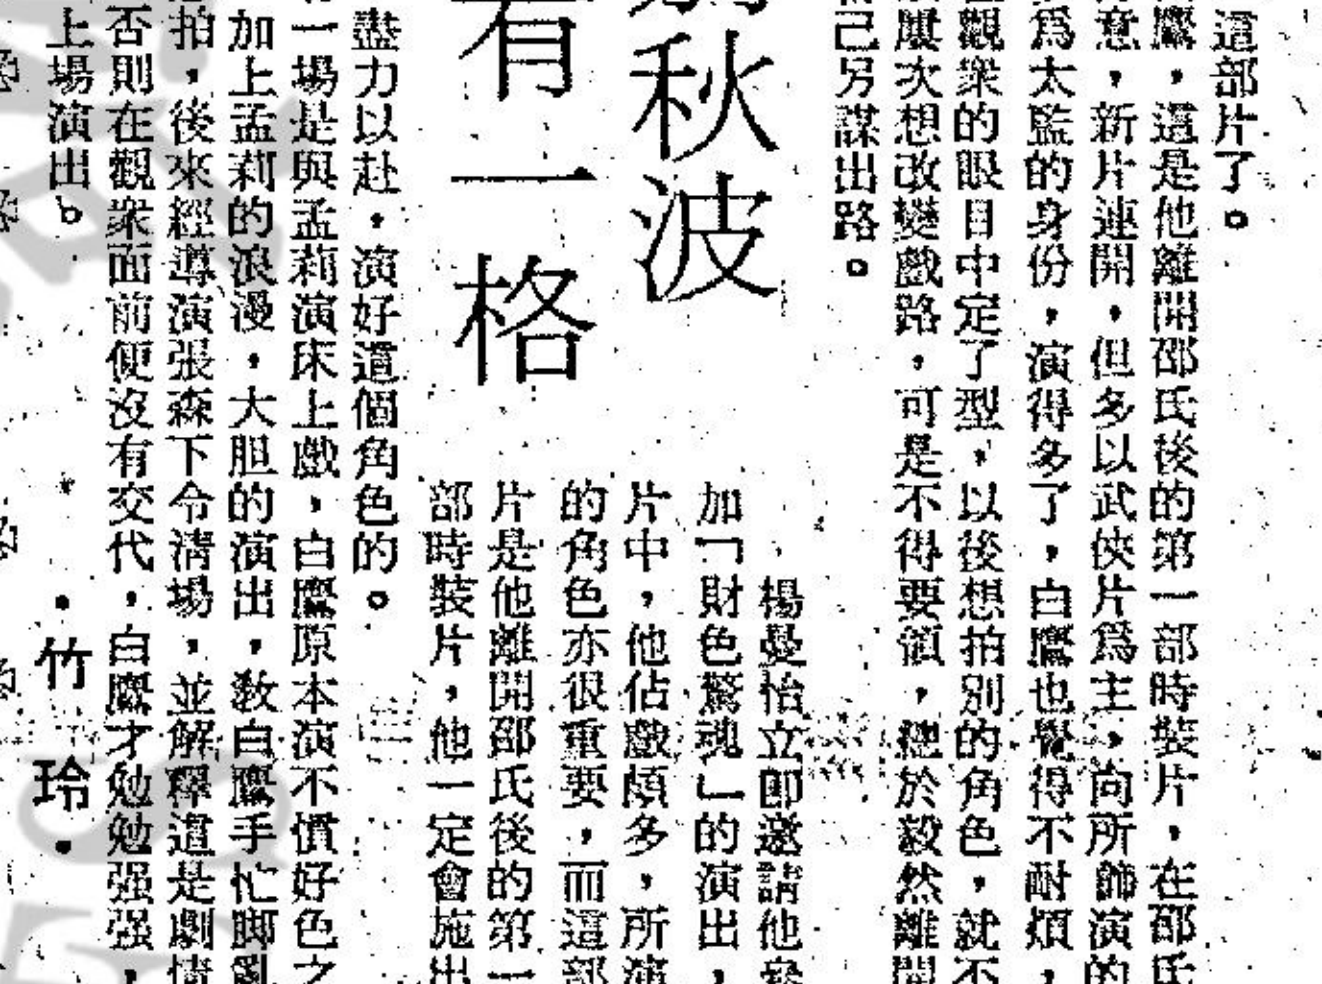 這部片了。
鷹，這是他離開邵氏後的第一部時裝片，在邵氏
意，新片連開，但多以武俠片爲主，向所飾演的
爲太監的身份，演得多了，白鷹也覺得不耐煩，
觀衆的眼目中定了型，以後想拍別的角色，就不
屢次想改變戲路，可是不得要領，總於毅然離開
己另謀出路。
秋波
有一格
楊曼怡立即邀請他參
加「財色驚魂」的演出，
片中，他佔戲頗多，所演
的角色亦很重要，而這部
片是他離開邵氏後的第一
部時裝片，他一定會施出
盡力以赴，演好這個角色的。
一場是與孟莉演床上戲，白鷹原本演不慣好色之
加上孟莉的浪漫，大胆的演出，教白鷹手忙脚亂
拍，後來經導演張森下令清場，並解釋這是劇情
否則在觀衆面前便沒有交代，白鷹才勉勉强强，
上場演出。
•竹玲•